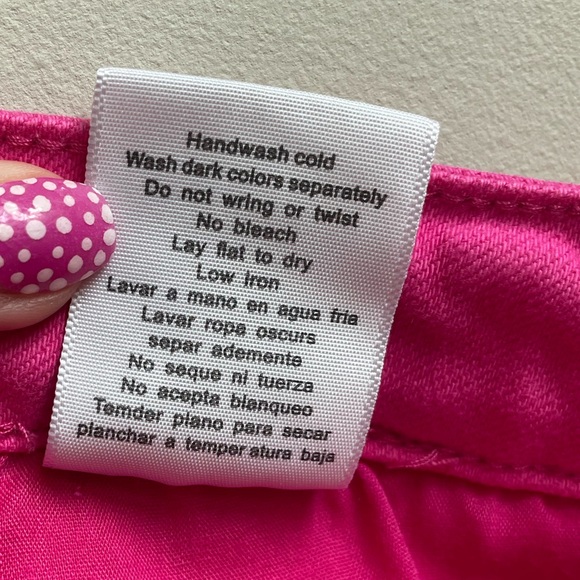 Handwash cold
Wash dark colors separately
Do not wring or twist
No bleach
Lay flat to dry
Low iron
Lavar a mano en agua fria
Lavar ropa oscurs
separ ademente
No seque ni tuerza
No acepta blanqueo
Temder plano para secar
planchar a temper atura baja